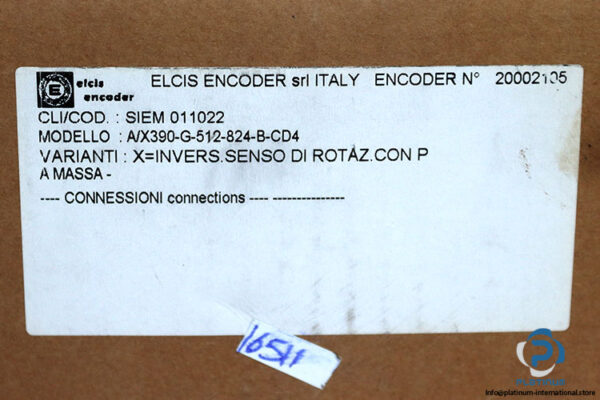 elcis
encoder
E
ELCIS ENCODER srl ITALY ENCODER N° 20002105
CLI/COD. : SIEM 011022
MODELLO : A/X390-G-512-824-B-CD4
VARIANTI : X=INVERS.SENSO DI ROTAZ.CON P
A MASSA -
---- CONNESSIONI connections ---- ---------------
info@platinum-international.store